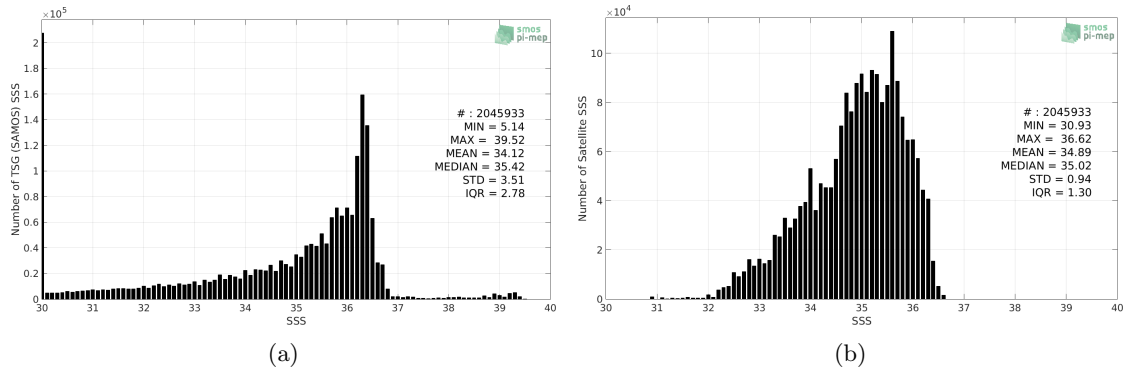 ×10⁵
Number of TSG (SAMOS) SSS
2
1.8
1.6
1.4
1.2
1
0.8
0.6
0.4
0.2
0
30 31 32 33 34 35 36 37 38 39 40
SSS
smos
pi-mep
# : 2045933
MIN = 5.14
MAX = 39.52
MEAN = 34.12
MEDIAN = 35.42
STD = 3.51
IQR = 2.78
(a)
×10⁴
Number of Satellite SSS
10
8
6
4
2
0
30 31 32 33 34 35 36 37 38 39 40
SSS
smos
pi-mep
# : 2045933
MIN = 30.93
MAX = 36.62
MEAN = 34.89
MEDIAN = 35.02
STD = 0.94
IQR = 1.30
(b)